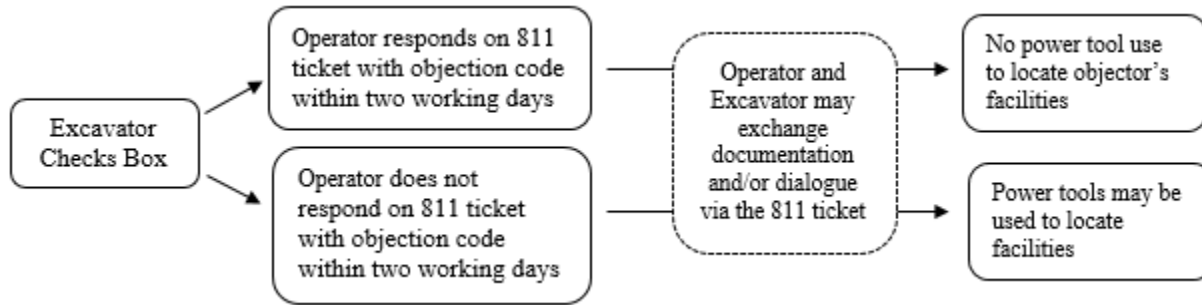 Excavator
Checks Box
Operator responds on 811
ticket with objection code
within two working days
Operator does not
respond on 811 ticket
with objection code
within two working days
Operator and
Excavator may
exchange
documentation
and/or dialogue
via the 811 ticket
No power tool use
to locate objector’s
facilities
Power tools may be
used to locate
facilities